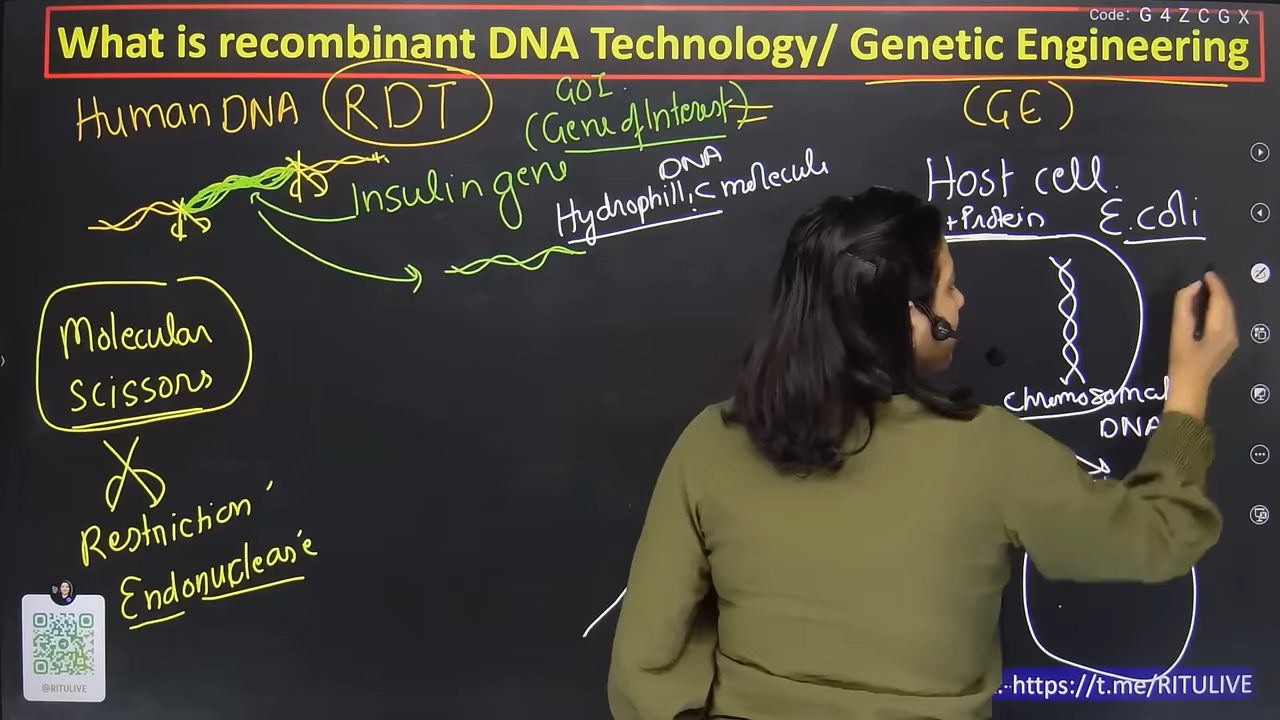 Code: G 4 Z C G X
What is recombinant DNA Technology/ Genetic Engineering
Human DNA
RDT
GOI
(Gene of Interest)
(GE)
Insulin gene
DNA
Hydrophillic molecule
Host cell
+Protein
E.coli
Molecular
Scissors
chromosomal
DNA
Restriction
Endonuclease
@RITULIVE
https://t.me/RITULIVE